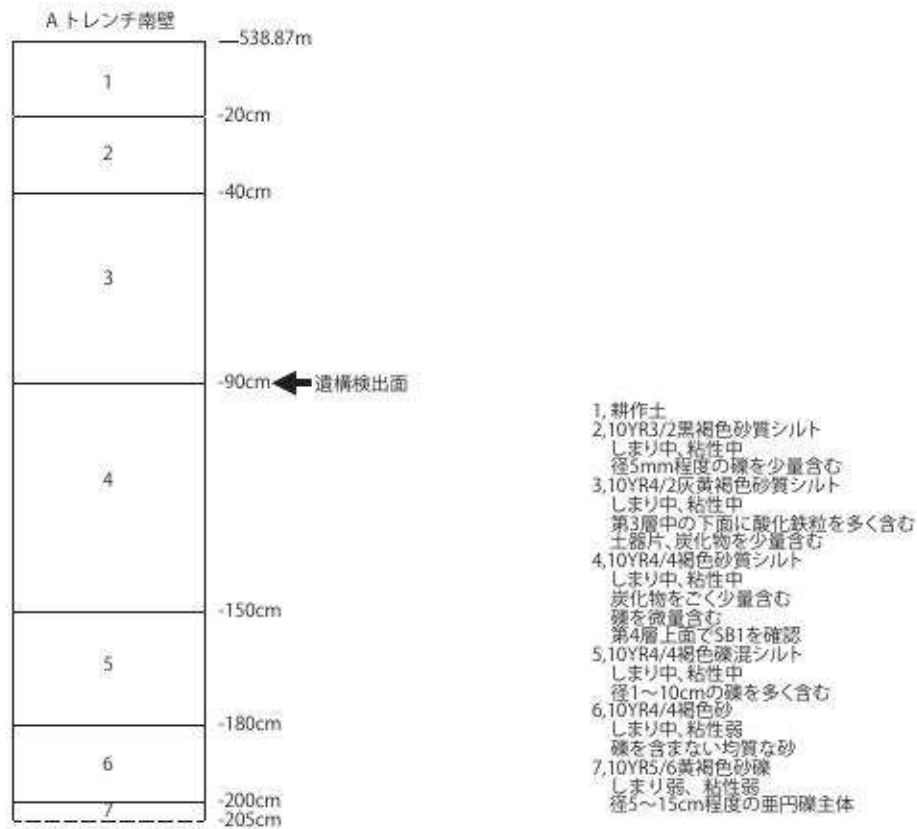 Aトレンチ南壁
538.87m
1
-20cm
2
-40cm
3
-90cm 遺構検出面
4
-150cm
5
-180cm
6
-200cm
7
-205cm
1, 耕作土
2,10YR3/2黒褐色砂質シルト
しまり中、粘性中
径5mm程度の礫を少量含む
3,10YR4/2灰黄褐色砂質シルト
しまり中、粘性中
第3層中の下面に酸化鉄粒を多く含む
土器片、炭化物を少量含む
4,10YR4/4褐色砂質シルト
しまり中、粘性中
炭化物をごく少量含む
礫を微量含む
第4層上面でSB1を確認
5,10YR4/4褐色礫混シルト
しまり中、粘性中
径1～10cmの礫を多く含む
6,10YR4/4褐色砂
しまり中、粘性弱
礫を含まない均質な砂
7,10YR5/6黄褐色砂礫
しまり弱、粘性弱
径5～15cm程度の亜円礫主体